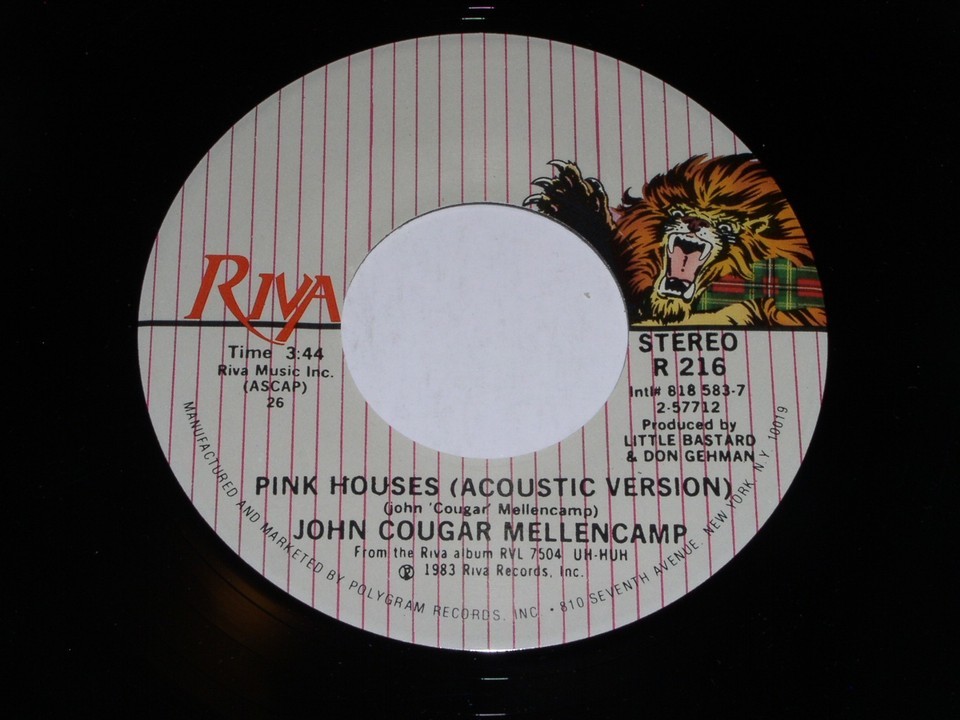 RIVA
Time 3:44
Riva Music Inc.
(ASCAP)
26
STEREO
R 216
Intl# 818 583-7
2-57712
Produced by
LITTLE BASTARD
& DON GEHMAN
PINK HOUSES (ACOUSTIC VERSION)
(john 'Cougar' Mellencamp)
JOHN COUGAR MELLENCAMP
From the Riva album RVL 7504 UH-HUH
℗ 1983 Riva Records, Inc.
MANUFACTURED AND MARKETED BY POLYGRAM RECORDS, INC. • 810 SEVENTH AVENUE, NEW YORK, N.Y. 10019